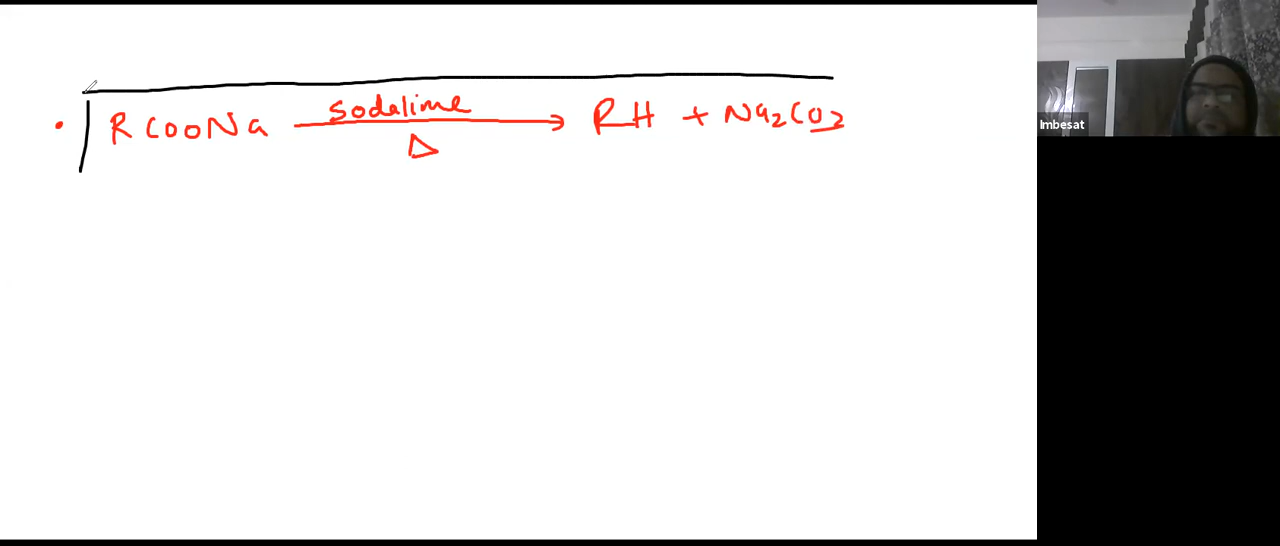 • RCOONa sodalime → RH + Na2CO3
Δ
Imbesat